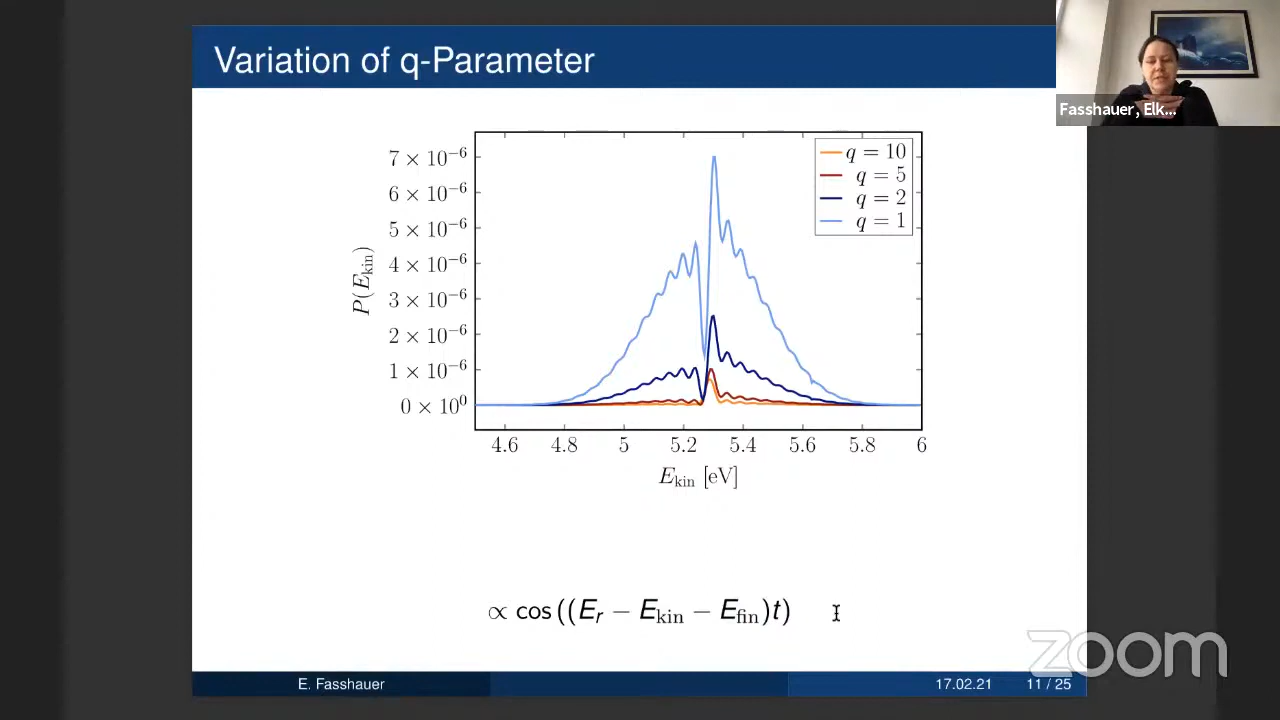 Variation of q-Parameter
Fasshauer, Elk...
7 × 10⁻⁶
6 × 10⁻⁶
5 × 10⁻⁶
4 × 10⁻⁶
3 × 10⁻⁶
2 × 10⁻⁶
1 × 10⁻⁶
0 × 10⁰
P(E_kin)
q = 10
q = 5
q = 2
q = 1
4.6 4.8 5 5.2 5.4 5.6 5.8 6
E_kin [eV]
∝ cos ((E_r − E_kin − E_fin)t)
zoom
E. Fasshauer 17.02.21 11 / 25